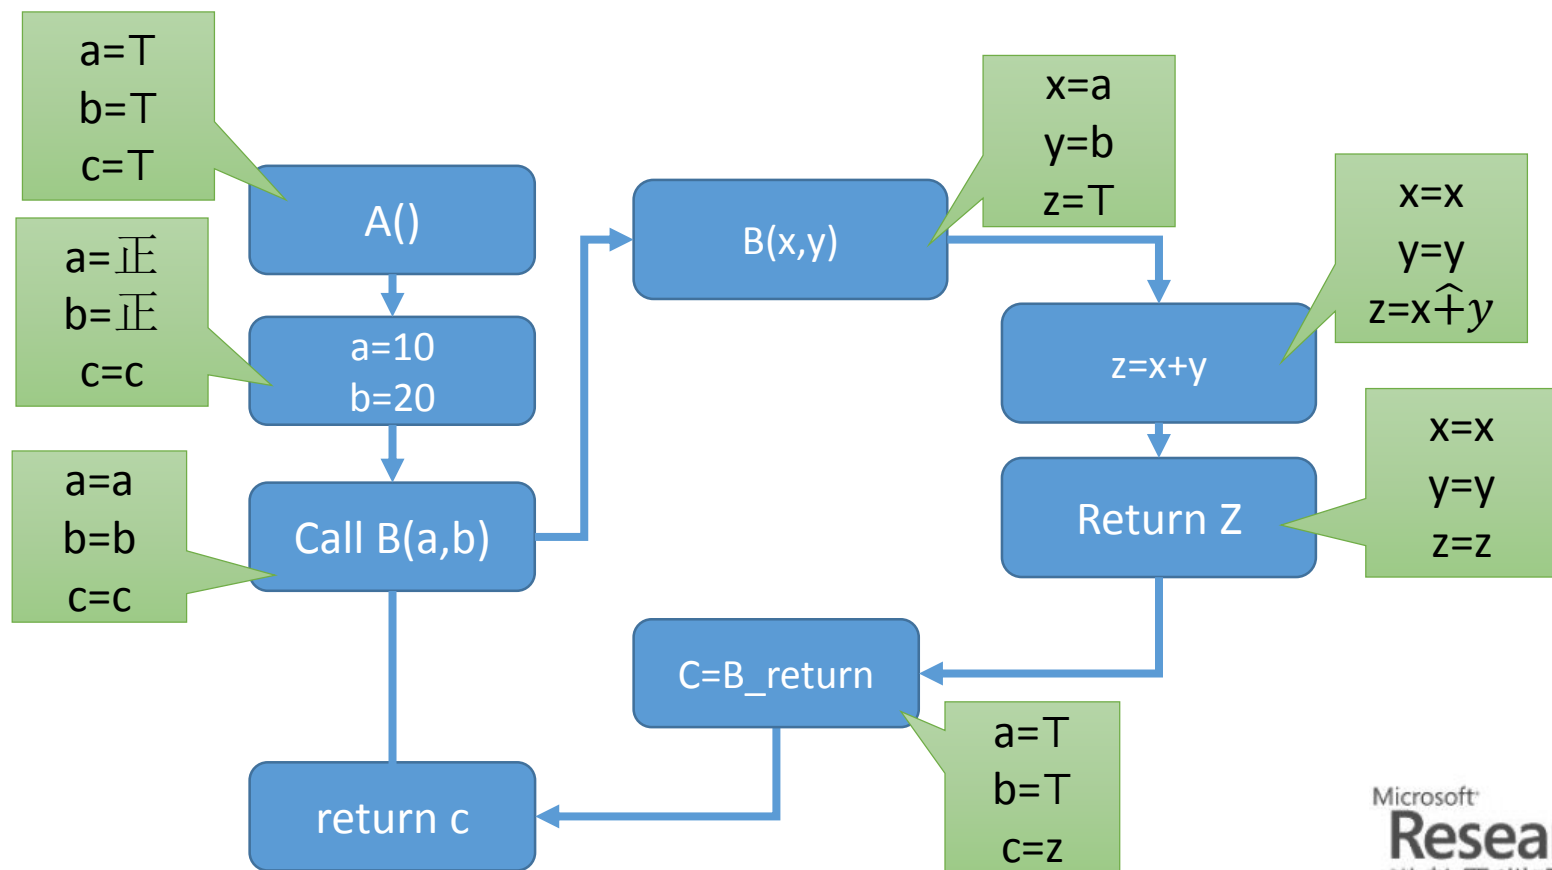 a=⊤
b=⊤
c=⊤
A()
a=正
b=正
c=c
a=10
b=20
a=a
b=b
c=c
Call B(a,b)
return c
B(x,y)
x=a
y=b
z=⊤
x=x
y=y
z=x+̂y
z=x+y
x=x
y=y
z=z
Return Z
C=B_return
a=⊤
b=⊤
c=z
Microsoft
Resea